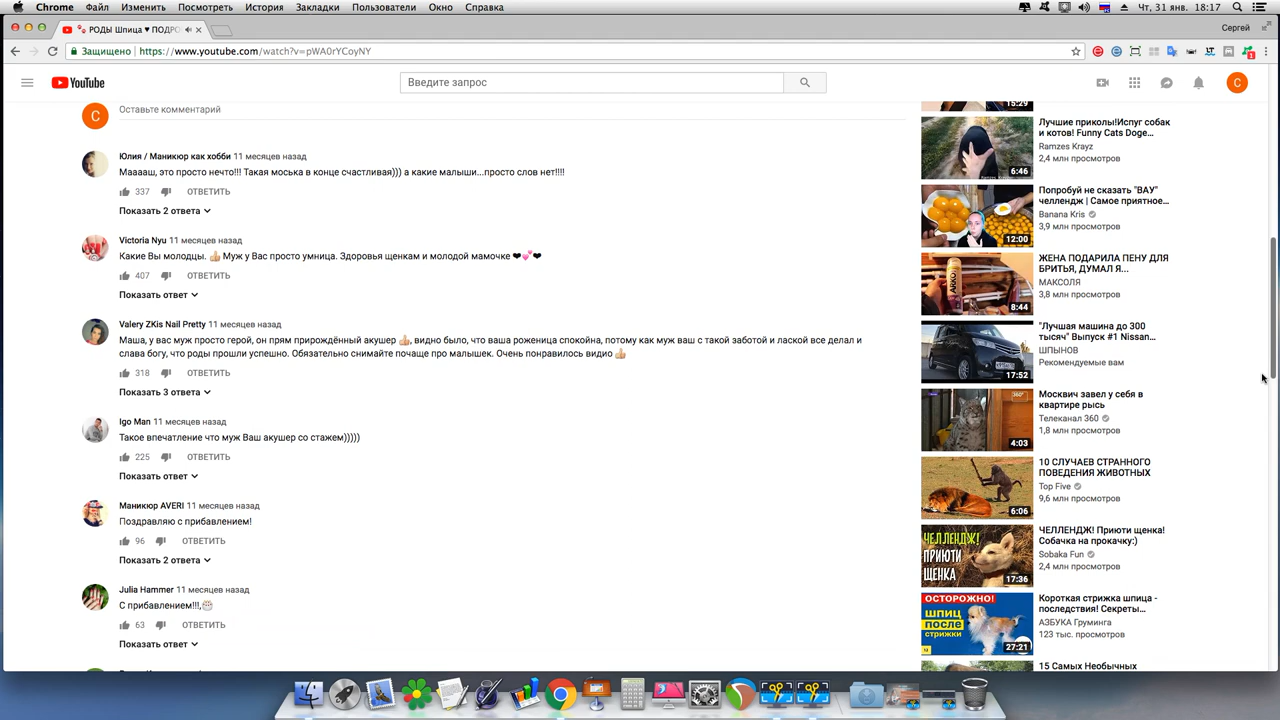 Chrome Файл Изменить Посмотреть История Закладки Пользователи Окно Справка
Чт, 31 янв. 18:17
РОДЫ Шпица ♥ ПОДРО
Сергей
Защищено https://www.youtube.com/watch?v=pWA0rYCoyNY
YouTube
Введите запрос
С
С
Оставьте комментарий
Юлия / Маникюр как хобби 11 месяцев назад
Мааааш, это просто нечто!!! Такая моська в конце счастливая))) а какие малыши...просто слов нет!!!!
337 ОТВЕТИТЬ
Показать 2 ответа
Victoria Nyu 11 месяцев назад
Какие Вы молодцы. 👍 Муж у Вас просто умница. Здоровья щенкам и молодой мамочке ❤💕❤
407 ОТВЕТИТЬ
Показать ответ
Valery ZKis Nail Pretty 11 месяцев назад
Маша, у вас муж просто герой, он прям прирождённый акушер 👍, видно было, что ваша роженица спокойна, потому как муж ваш с такой заботой и лаской все делал и
слава богу, что роды прошли успешно. Обязательно снимайте почаще про малышек. Очень понравилось видио 👍
318 ОТВЕТИТЬ
Показать 3 ответа
Igo Man 11 месяцев назад
Такое впечатление что муж Ваш акушер со стажем)))))
225 ОТВЕТИТЬ
Показать ответ
Маникюр AVERI 11 месяцев назад
Поздравляю с прибавлением!
96 ОТВЕТИТЬ
Показать 2 ответа
Julia Hammer 11 месяцев назад
С прибавлением!!!,🎂
63 ОТВЕТИТЬ
Показать ответ
15:29
Лучшие приколы!Испуг собак
и котов! Funny Cats Doge...
Ramzes Krayz
2,4 млн просмотров
6:46
Попробуй не сказать "ВАУ"
челлендж | Самое приятное...
Banana Kris
3,9 млн просмотров
12:00
ЖЕНА ПОДАРИЛА ПЕНУ ДЛЯ
БРИТЬЯ, ДУМАЛ Я...
МАКСОЛЯ
3,8 млн просмотров
ARKO
8:44
"Лучшая машина до 300
тысяч" Выпуск #1 Nissan...
ШПЫНОВ
Рекомендуемые вам
17:52
Москвич завел у себя в
квартире рысь
Телеканал 360
1,8 млн просмотров
360°
4:03
10 СЛУЧАЕВ СТРАННОГО
ПОВЕДЕНИЯ ЖИВОТНЫХ
Top Five
9,6 млн просмотров
6:06
ЧЕЛЛЕНДЖ! Приюти щенка!
Собачка на прокачку:)
Sobaka Fun
2,4 млн просмотров
ЧЕЛЛЕНДЖ!
ПРИЮТИ
ЩЕНКА
17:36
Короткая стрижка шпица -
последствия! Секреты...
АЗБУКА Груминга
123 тыс. просмотров
ОСТОРОЖНО!
ШПИЦ
ПОСЛЕ
СТРИЖКИ
27:21
15 Самых Необычных